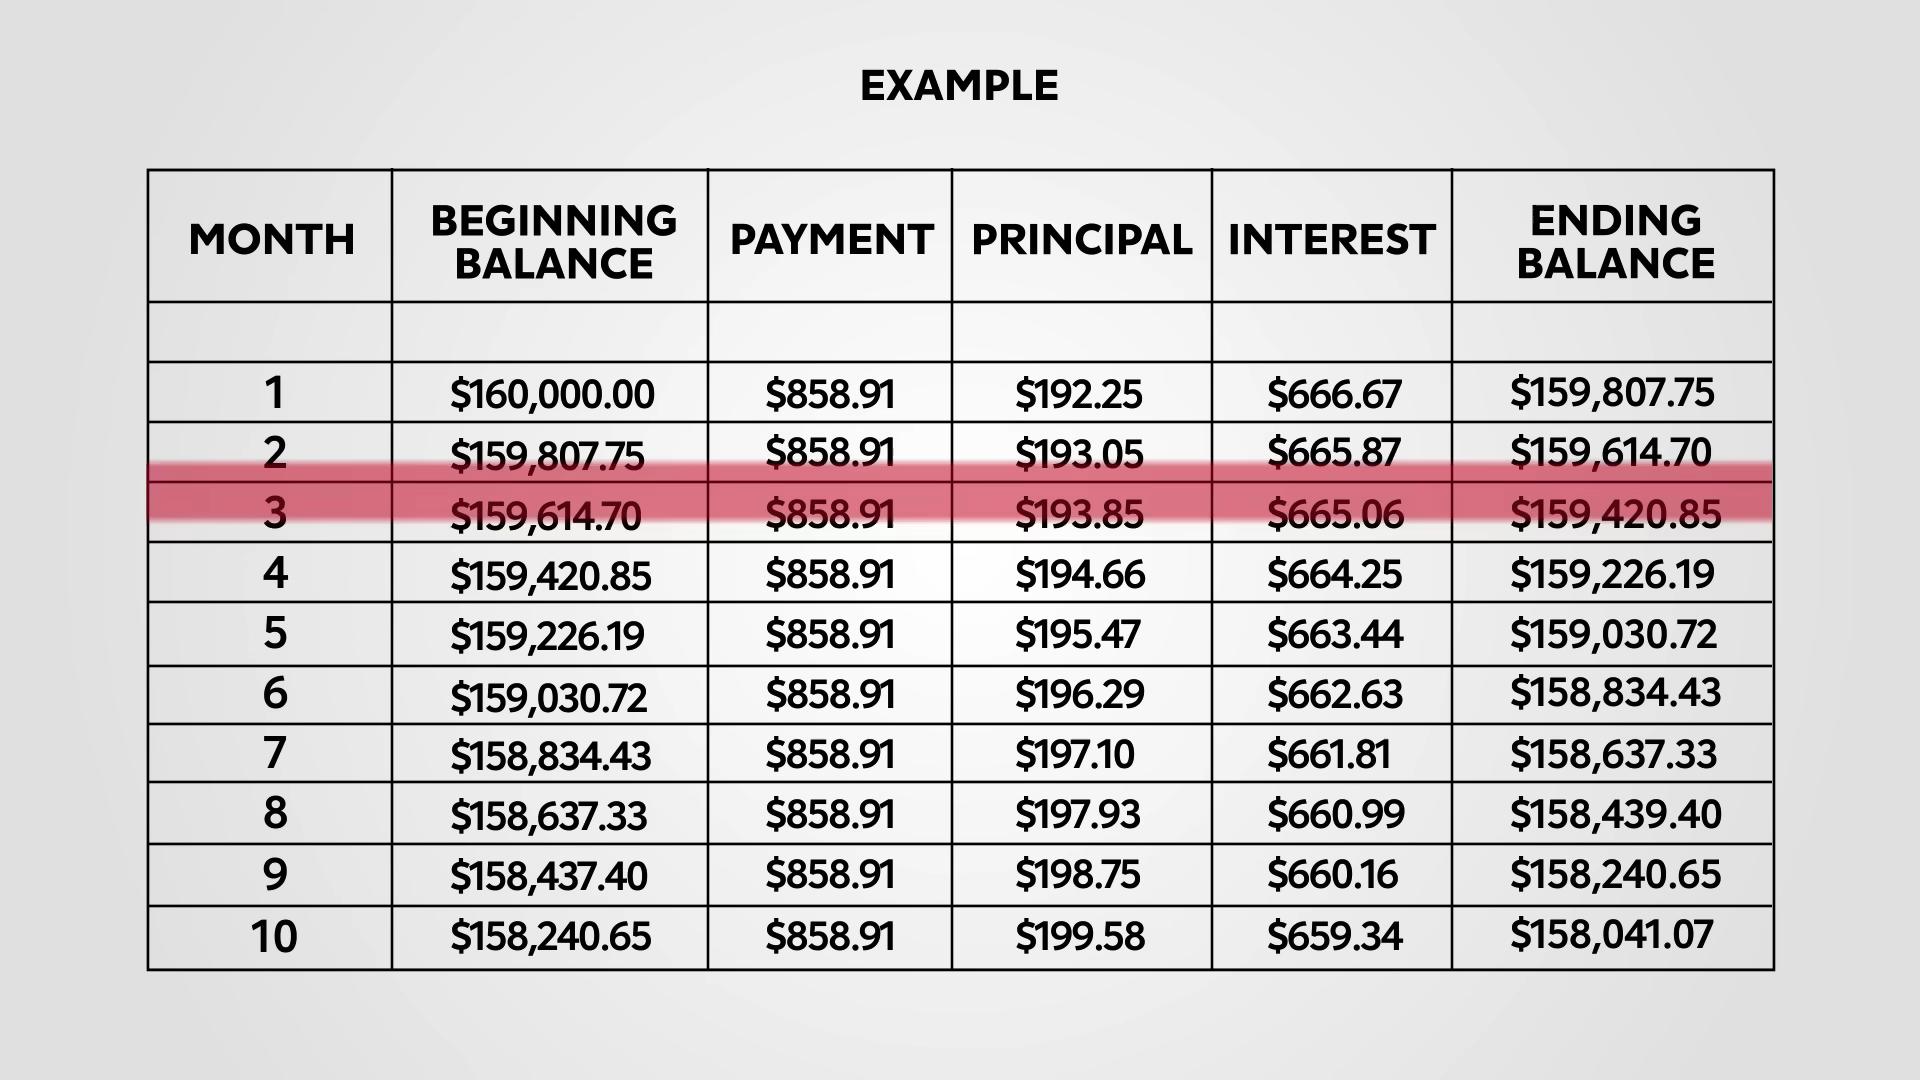 EXAMPLE
MONTH BEGINNING BALANCE PAYMENT PRINCIPAL INTEREST ENDING BALANCE
1 $160,000.00 $858.91 $192.25 $666.67 $159,807.75
2 $159,807.75 $858.91 $193.05 $665.87 $159,614.70
3 $159,614.70 $858.91 $193.85 $665.06 $159,420.85
4 $159,420.85 $858.91 $194.66 $664.25 $159,226.19
5 $159,226.19 $858.91 $195.47 $663.44 $159,030.72
6 $159,030.72 $858.91 $196.29 $662.63 $158,834.43
7 $158,834.43 $858.91 $197.10 $661.81 $158,637.33
8 $158,637.33 $858.91 $197.93 $660.99 $158,439.40
9 $158,437.40 $858.91 $198.75 $660.16 $158,240.65
10 $158,240.65 $858.91 $199.58 $659.34 $158,041.07